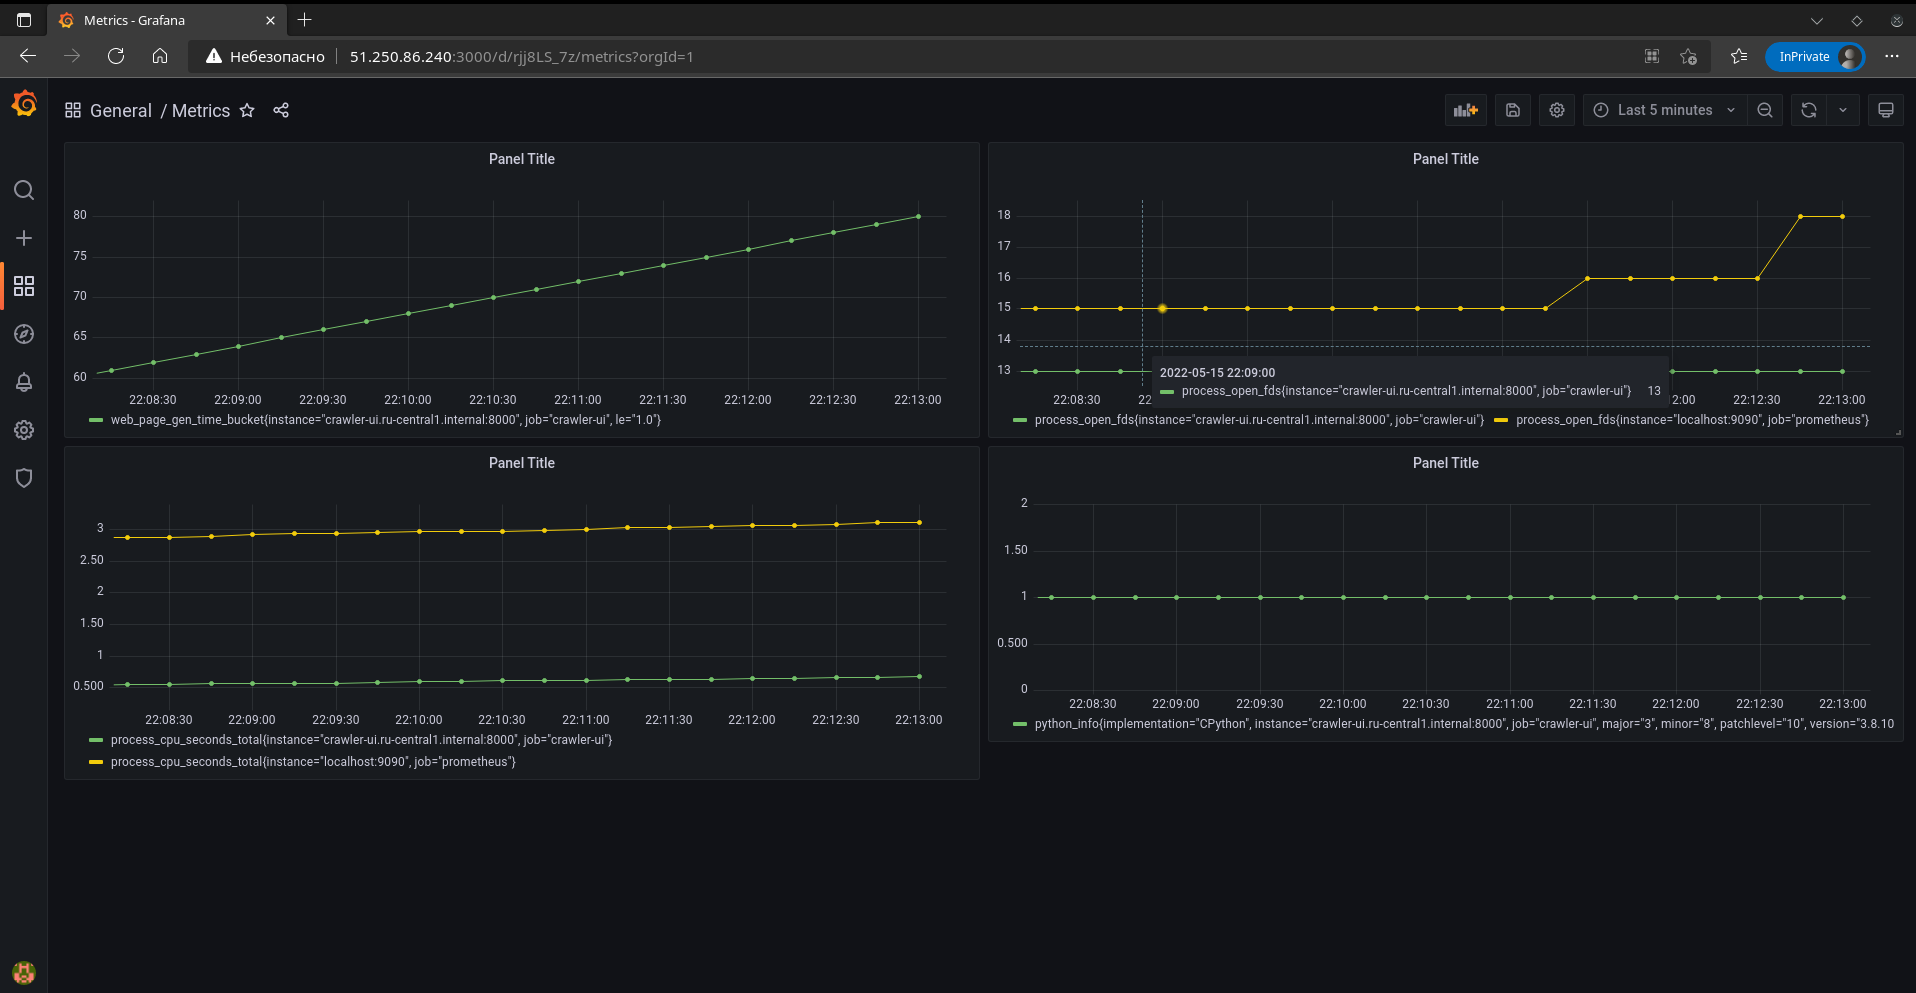 Metrics - Grafana
Небезопасно 51.250.86.240:3000/d/rjj8LS_7z/metrics?orgId=1
InPrivate
General / Metrics
Last 5 minutes
Panel Title
80
75
70
65
60
22:08:30 22:09:00 22:09:30 22:10:00 22:10:30 22:11:00 22:11:30 22:12:00 22:12:30 22:13:00
web_page_gen_time_bucket{instance="crawler-ui.ru-central1.internal:8000", job="crawler-ui", le="1.0"}
Panel Title
18
17
16
15
14
13
2022-05-15 22:09:00
process_open_fds{instance="crawler-ui.ru-central1.internal:8000", job="crawler-ui"} 13
22:08:30 22 2:00 22:12:30 22:13:00
process_open_fds{instance="crawler-ui.ru-central1.internal:8000", job="crawler-ui"} process_open_fds{instance="localhost:9090", job="prometheus"}
Panel Title
3
2.50
2
1.50
1
0.500
22:08:30 22:09:00 22:09:30 22:10:00 22:10:30 22:11:00 22:11:30 22:12:00 22:12:30 22:13:00
process_cpu_seconds_total{instance="crawler-ui.ru-central1.internal:8000", job="crawler-ui"}
process_cpu_seconds_total{instance="localhost:9090", job="prometheus"}
Panel Title
2
1.50
1
0.500
0
22:08:30 22:09:00 22:09:30 22:10:00 22:10:30 22:11:00 22:11:30 22:12:00 22:12:30 22:13:00
python_info{implementation="CPython", instance="crawler-ui.ru-central1.internal:8000", job="crawler-ui", major="3", minor="8", patchlevel="10", version="3.8.10